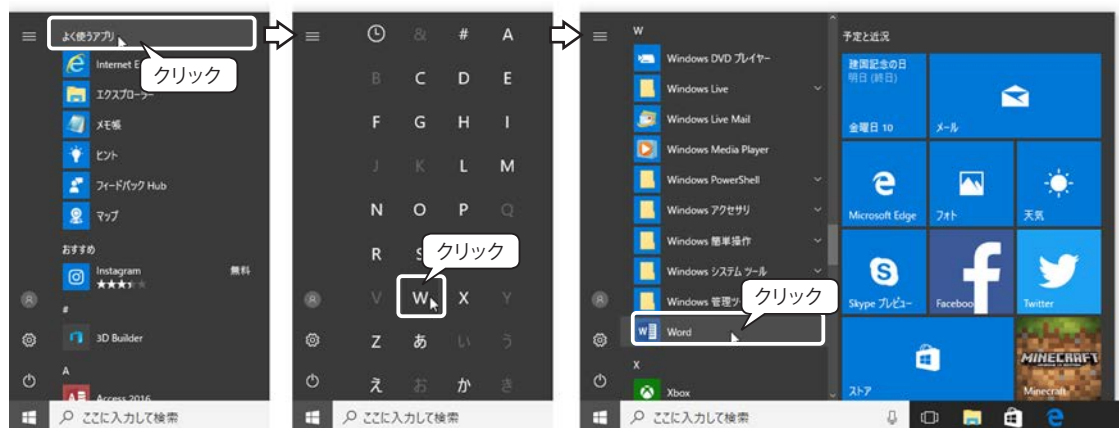 よく使うアプリ
クリック
Internet E
エクスプローラー
メモ帳
ヒント
フィードバック Hub
マップ
おすすめ
Instagram 無料
#
3D Builder
A
Access 2016
ここに入力して検索
& # A
B C D E
F G H I
J K L M
N O P Q
R S
クリック
V W X Y
Z あ い う
え お か き
ここに入力して検索
W
Windows DVD プレイヤー
Windows Live
Windows Live Mail
Windows Media Player
Windows PowerShell
Windows アクセサリ
Windows 簡単操作
Windows システム ツール
Windows 管理ツ
クリック
Word
X
Xbox
ここに入力して検索
予定と近況
建国記念の日
明日 (終日)
金曜日 10
メール
Microsoft Edge
フォト
天気
Skype プレビュー
Facebook
Twitter
ストア
MINECRAFT
Minecraft